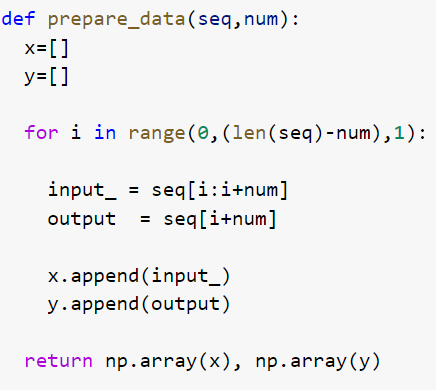 def prepare_data(seq,num):
  x=[]
  y=[]
  for i in range(0,(len(seq)-num),1):
    input_ = seq[i:i+num]
    output  = seq[i+num]
    x.append(input_)
    y.append(output)
  return np.array(x), np.array(y)